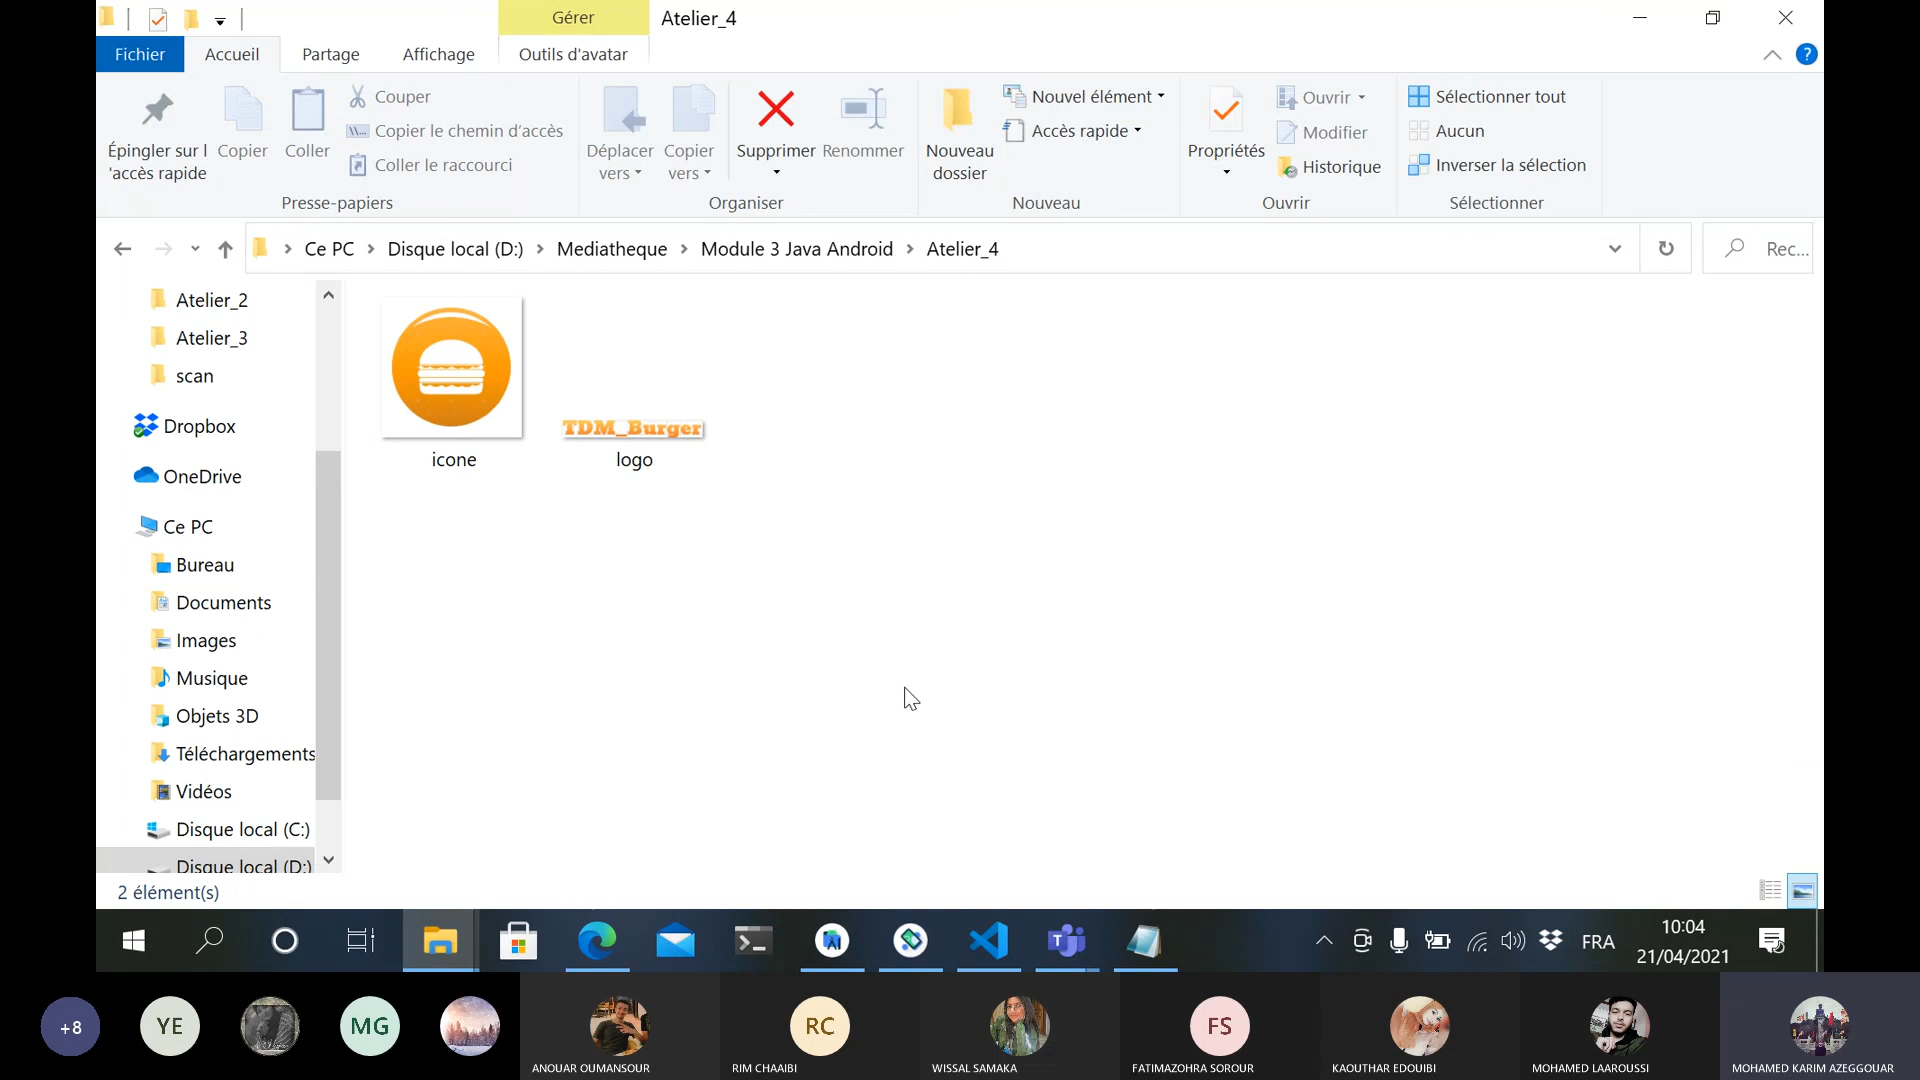 Gérer
Atelier_4
Fichier
Accueil
Partage
Affichage
Outils d'avatar
Épingler sur l
'accès rapide
Copier
Coller
Couper
Copier le chemin d'accès
Coller le raccourci
Presse-papiers
Déplacer
vers
Copier
vers
Supprimer
Renommer
Organiser
Nouveau
dossier
Nouvel élément
Accès rapide
Nouveau
Propriétés
Ouvrir
Modifier
Historique
Ouvrir
Sélectionner tout
Aucun
Inverser la sélection
Sélectionner
Ce PC
Disque local (D:)
Mediatheque
Module 3 Java Android
Atelier_4
Rec...
Atelier_2
Atelier_3
scan
Dropbox
OneDrive
Ce PC
Bureau
Documents
Images
Musique
Objets 3D
Téléchargements
Vidéos
Disque local (C:)
Disque local (D:)
TDM_Burger
icone
logo
2 élément(s)
FRA
10:04
21/04/2021
+8
YE
MG
RC
FS
ANOUAR OUMANSOUR
RIM CHAAIBI
WISSAL SAMAKA
FATIMAZOHRA SOROUR
KAOUTHAR EDOUIBI
MOHAMED LAAROUSSI
MOHAMED KARIM AZEGGOUAR